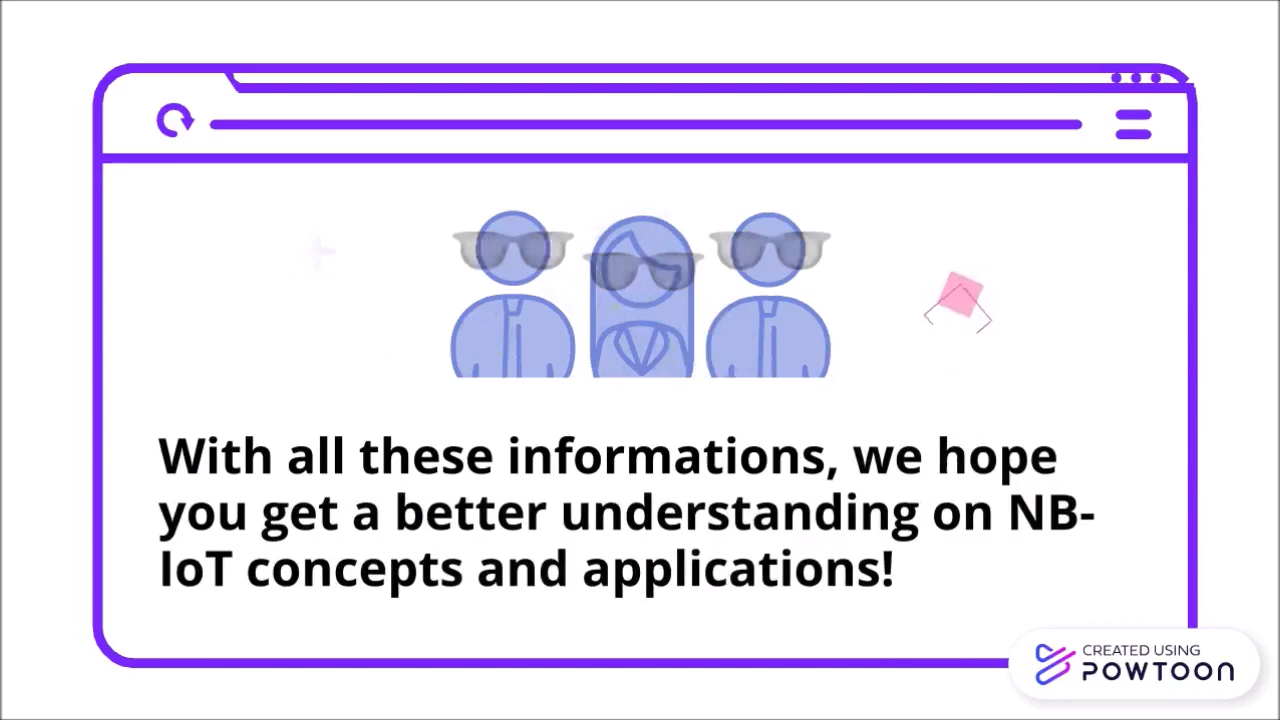 With all these informations, we hope
you get a better understanding on NB-
IoT concepts and applications!
CREATED USING
POWTOON